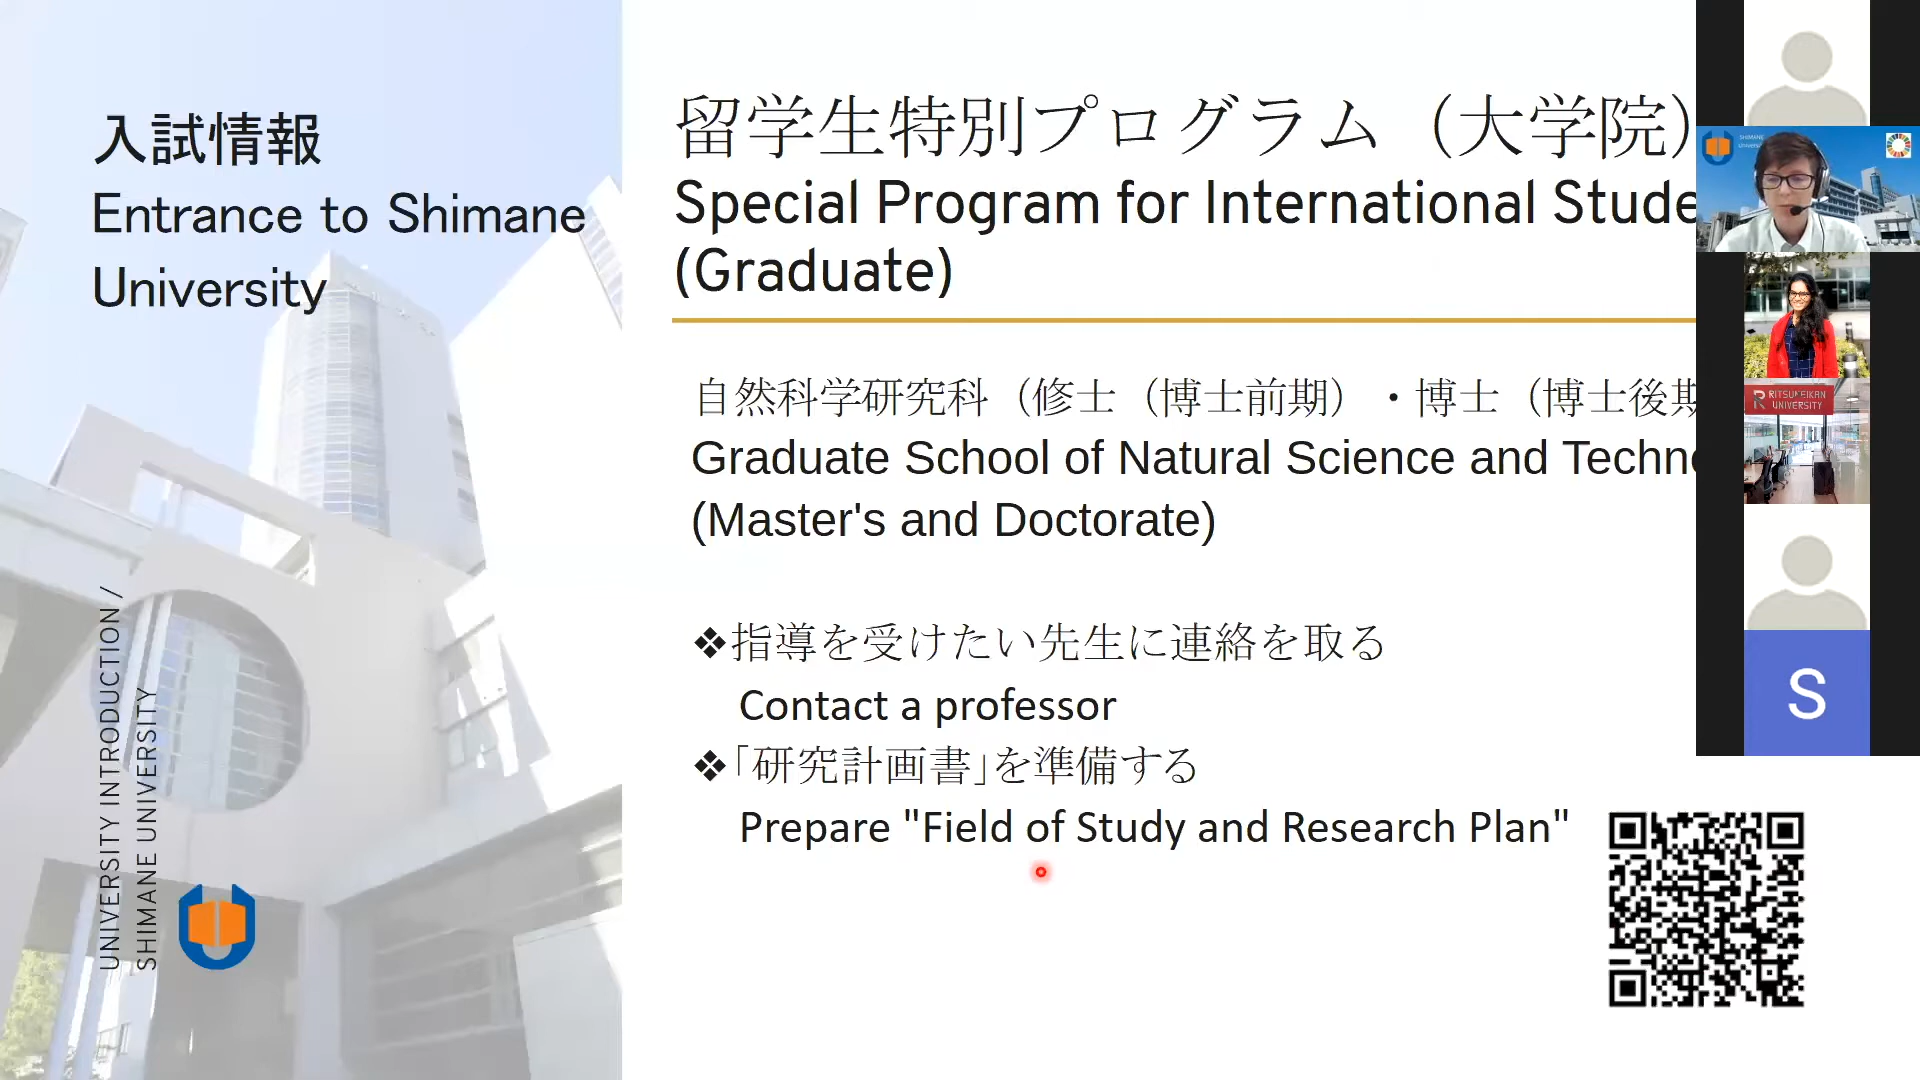 入試情報
Entrance to Shimane
University
留学生特別プログラム（大学院）
Special Program for International Stude
(Graduate)
自然科学研究科（修士（博士前期）・博士（博士後期
Graduate School of Natural Science and Techno
(Master's and Doctorate)
❖指導を受けたい先生に連絡を取る
Contact a professor
❖「研究計画書」を準備する
Prepare "Field of Study and Research Plan"
UNIVERSITY INTRODUCTION /
SHIMANE UNIVERSITY
SHIMANE
RITSUMEIKAN
UNIVERSITY
S